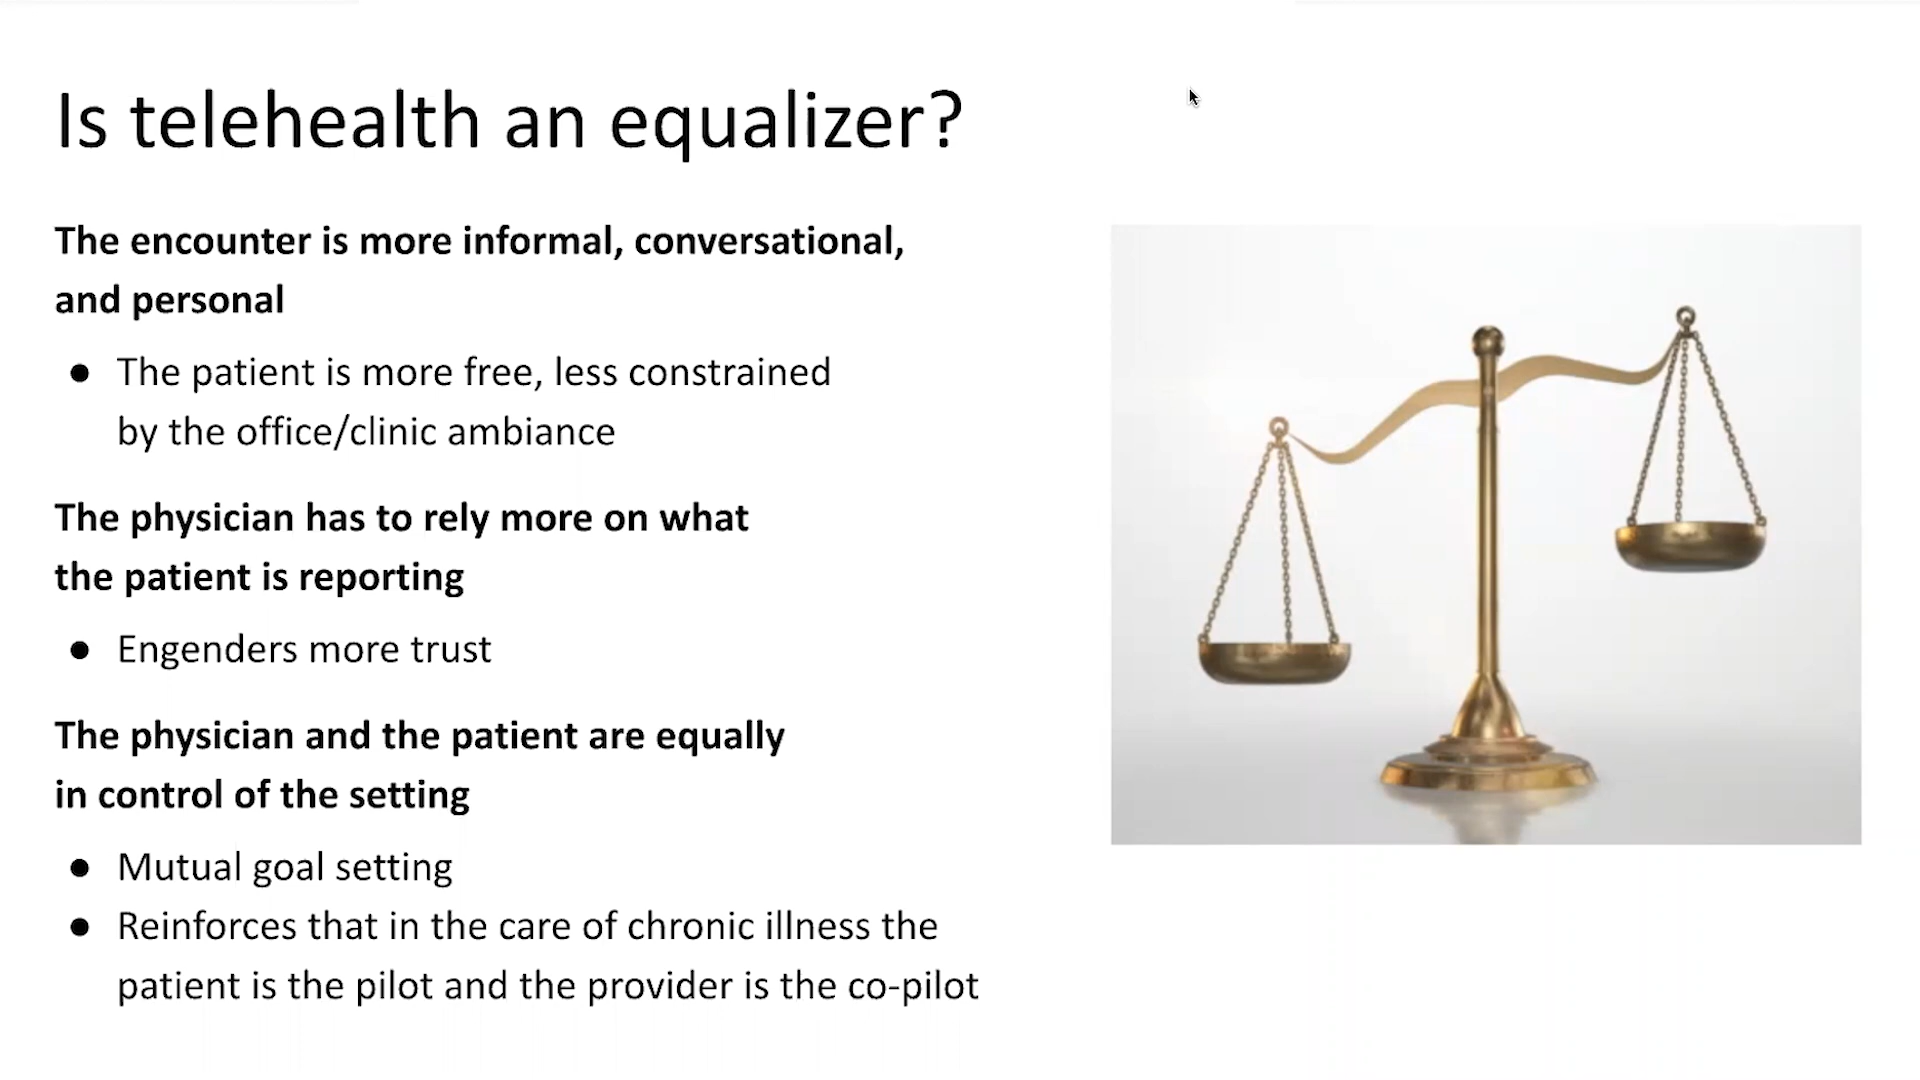 Is telehealth an equalizer?
The encounter is more informal, conversational,
and personal
● The patient is more free, less constrained
by the office/clinic ambiance
The physician has to rely more on what
the patient is reporting
● Engenders more trust
The physician and the patient are equally
in control of the setting
● Mutual goal setting
● Reinforces that in the care of chronic illness the
patient is the pilot and the provider is the co-pilot